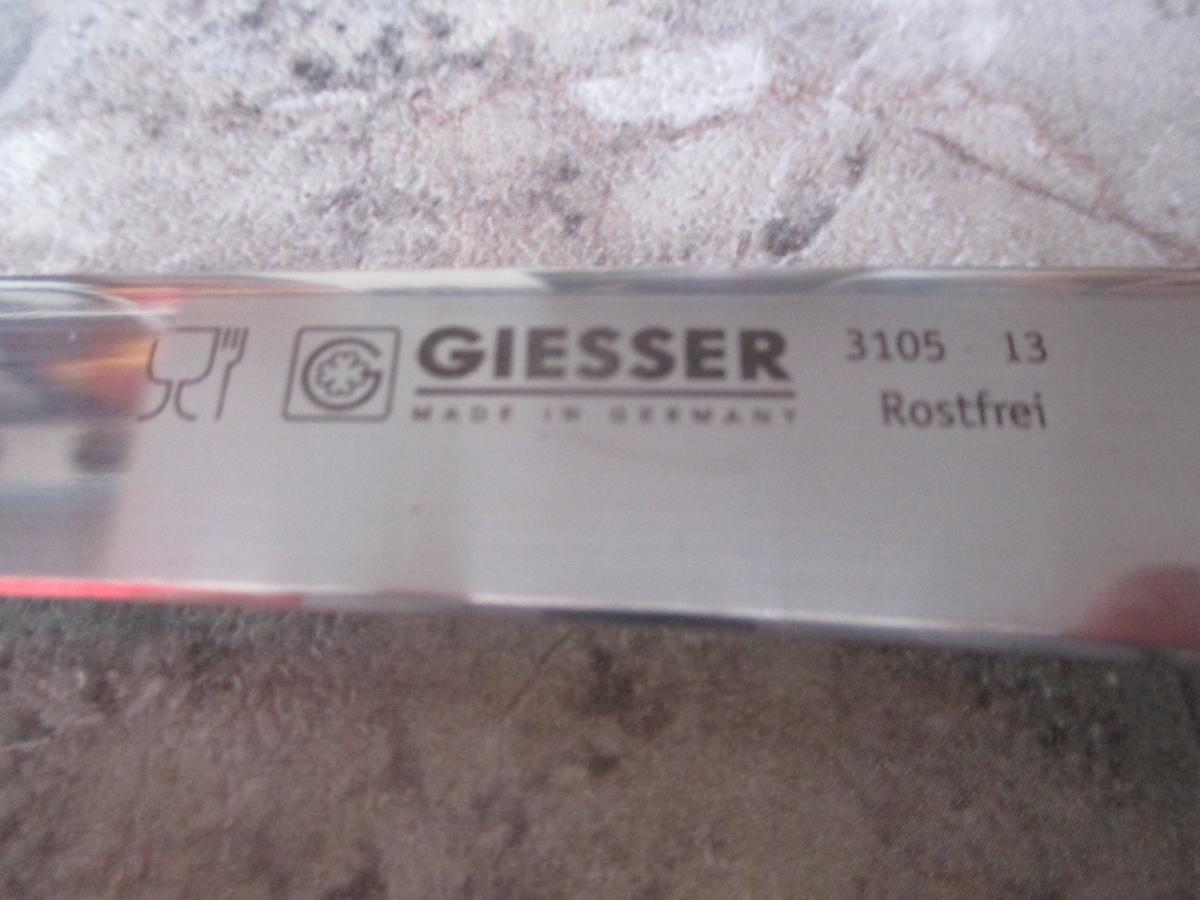 GIESSER
MADE IN GERMANY
3105 13
Rostfrei